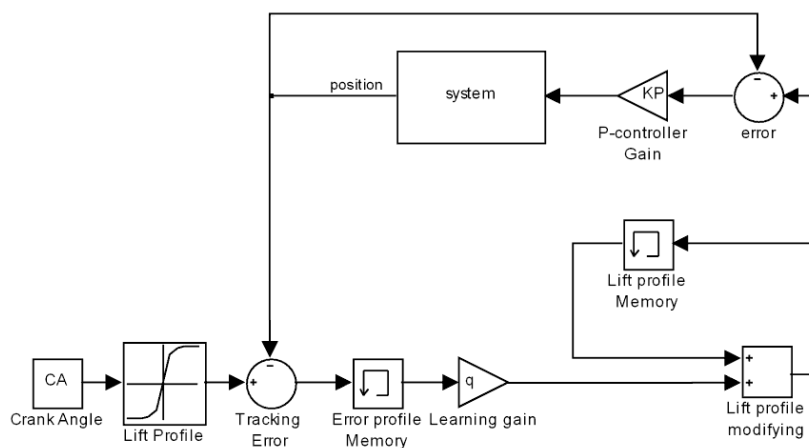 position
system
KP
P-controller
Gain
-
+
error
Lift profile
Memory
CA
Crank Angle
Lift Profile
+
-
Tracking
Error
Error profile
Memory
q
Learning gain
+
+
Lift profile
modifying